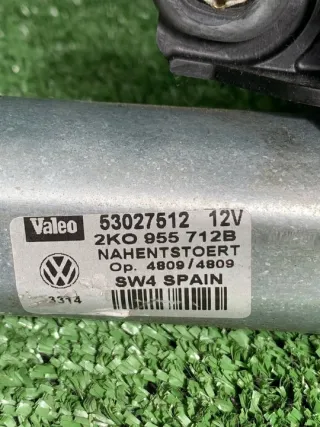 Valeo 53027512 12V
2K0 955 712B
NAHENTSTOERT
Op. 4809/4809
SW4 SPAIN
3314